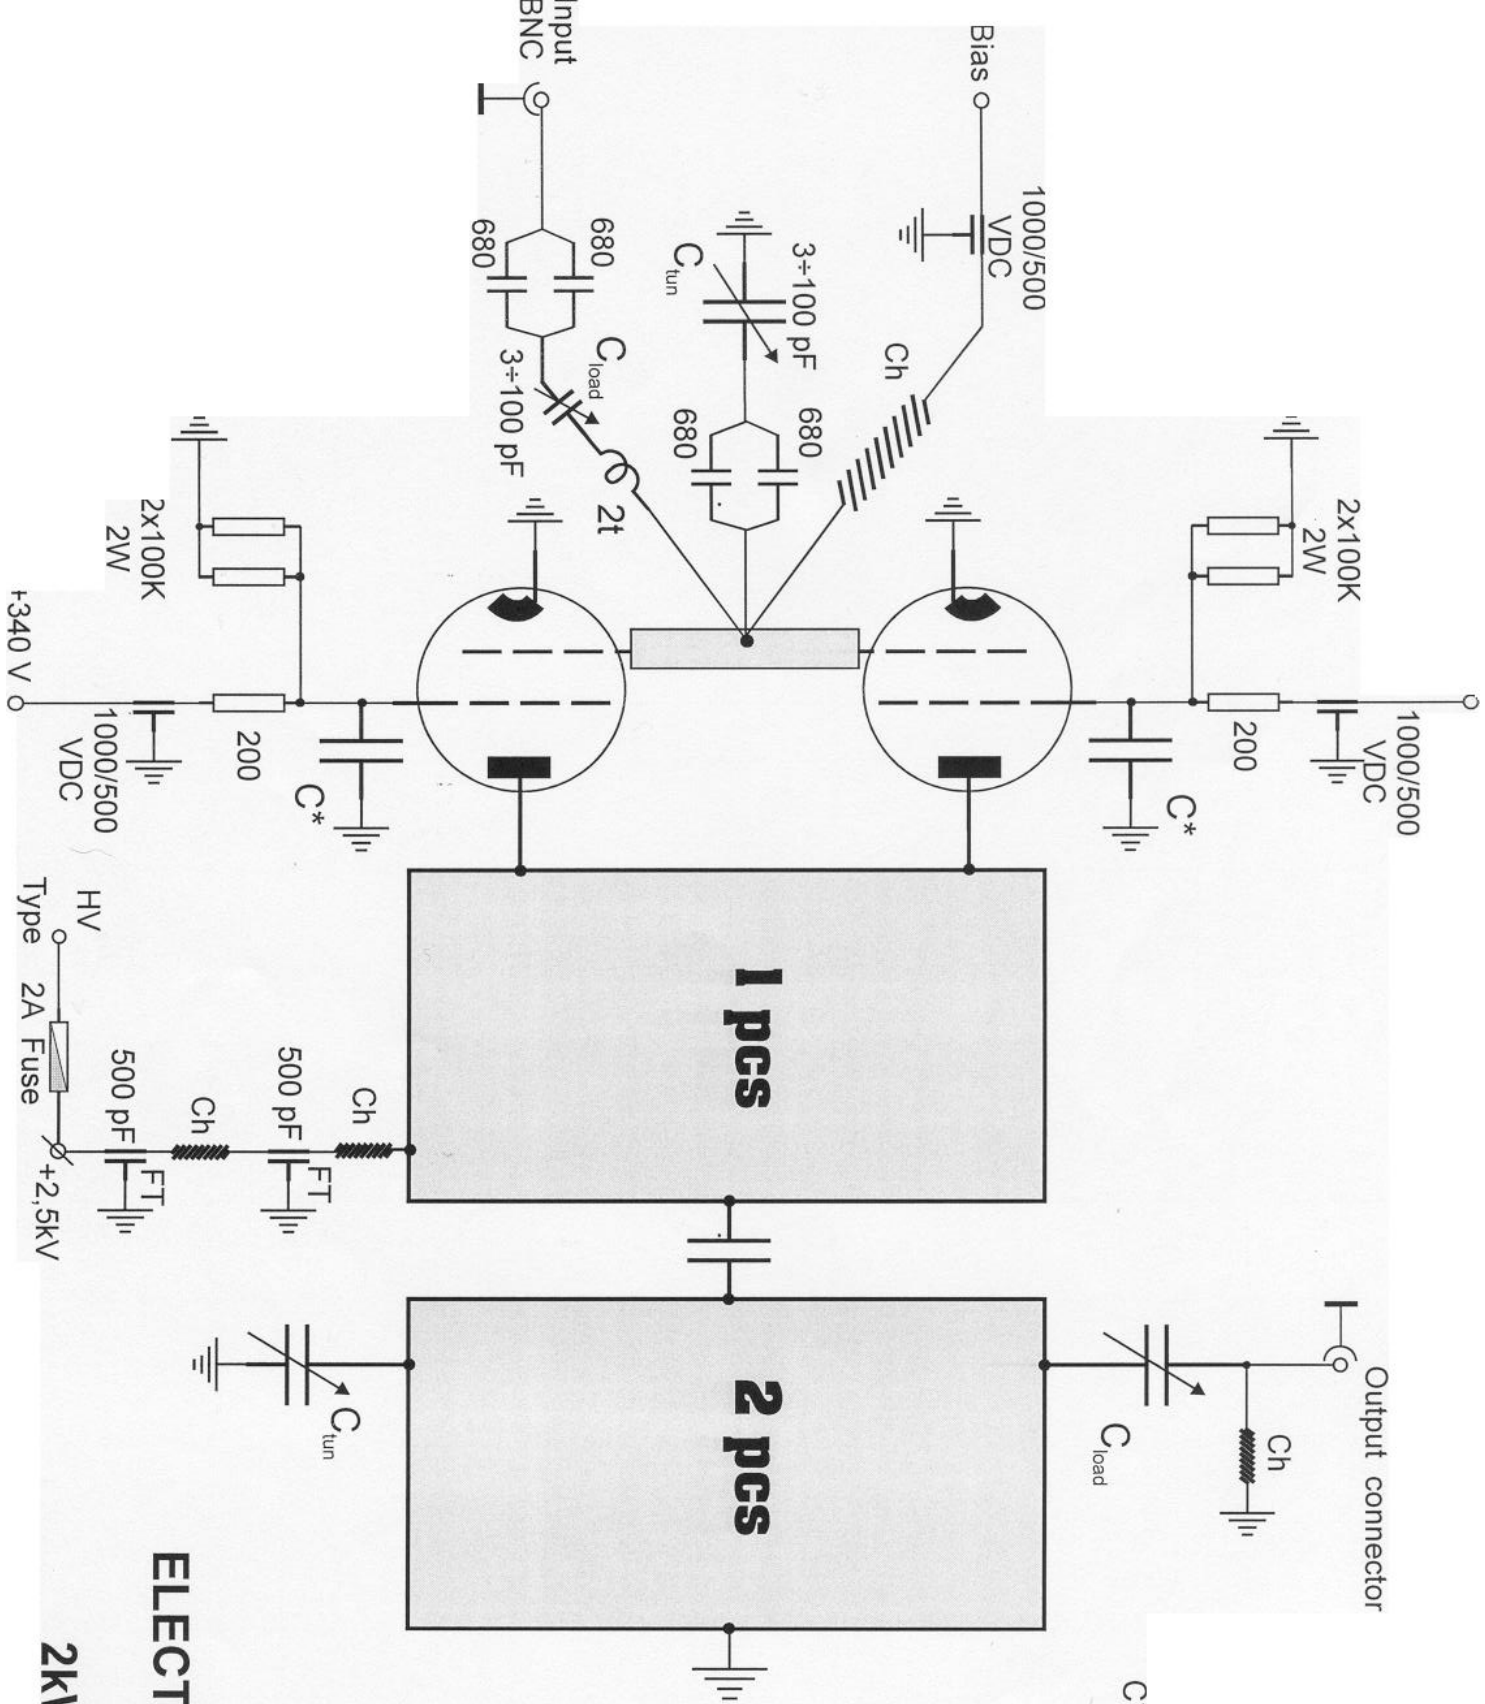 Input
BNC
Bias
1000/500
VDC
680
680
C tun
3÷100 pF
C load
3÷100 pF
680
680
Ch
2t
2x100K
2W
2x100K
2W
+340 V
1000/500
VDC
200
C*
200
C*
1000/500
VDC
1 pcs
HV
Type 2A Fuse
+2,5kV
500 pF
FT
Ch
500 pF
FT
Ch
2 pcs
C tun
C load
Ch
Output connector
ELECT
2k
C